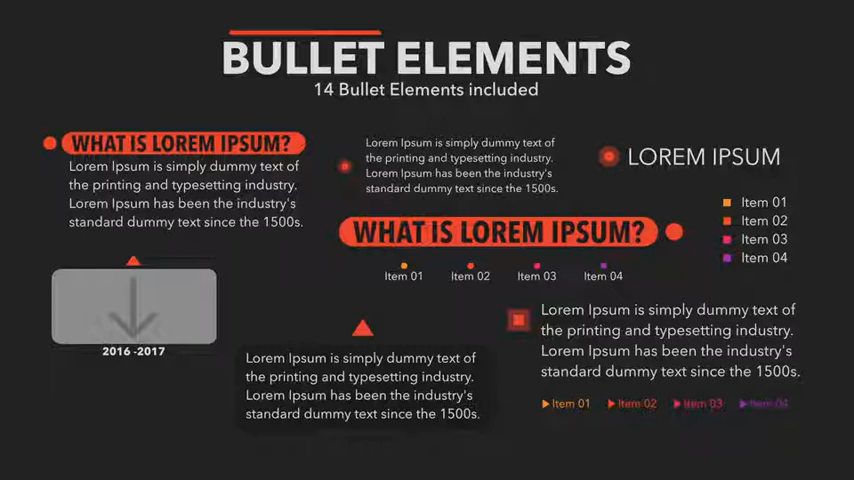 BULLET ELEMENTS
14 Bullet Elements included
WHAT IS LOREM IPSUM?
Lorem Ipsum is simply dummy text of
the printing and typesetting industry.
Lorem Ipsum has been the industry's
standard dummy text since the 1500s.
Lorem Ipsum is simply dummy text of
the printing and typesetting industry.
Lorem Ipsum has been the industry's
standard dummy text since the 1500s.
LOREM IPSUM
Item 01
Item 02
Item 03
Item 04
WHAT IS LOREM IPSUM?
Item 01 Item 02 Item 03 Item 04
2016 -2017
Lorem Ipsum is simply dummy text of
the printing and typesetting industry.
Lorem Ipsum has been the industry's
standard dummy text since the 1500s.
Lorem Ipsum is simply dummy text of
the printing and typesetting industry.
Lorem Ipsum has been the industry's
standard dummy text since the 1500s.
Item 01 Item 02 Item 03 Item 04